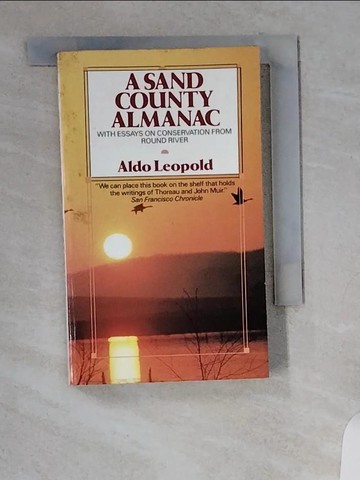 A SAND
COUNTY
ALMANAC
WITH ESSAYS ON CONSERVATION FROM
ROUND RIVER
Aldo Leopold
"We can place this book on the shelf that holds
the writings of Thoreau and John Muir."
San Francisco Chronicle